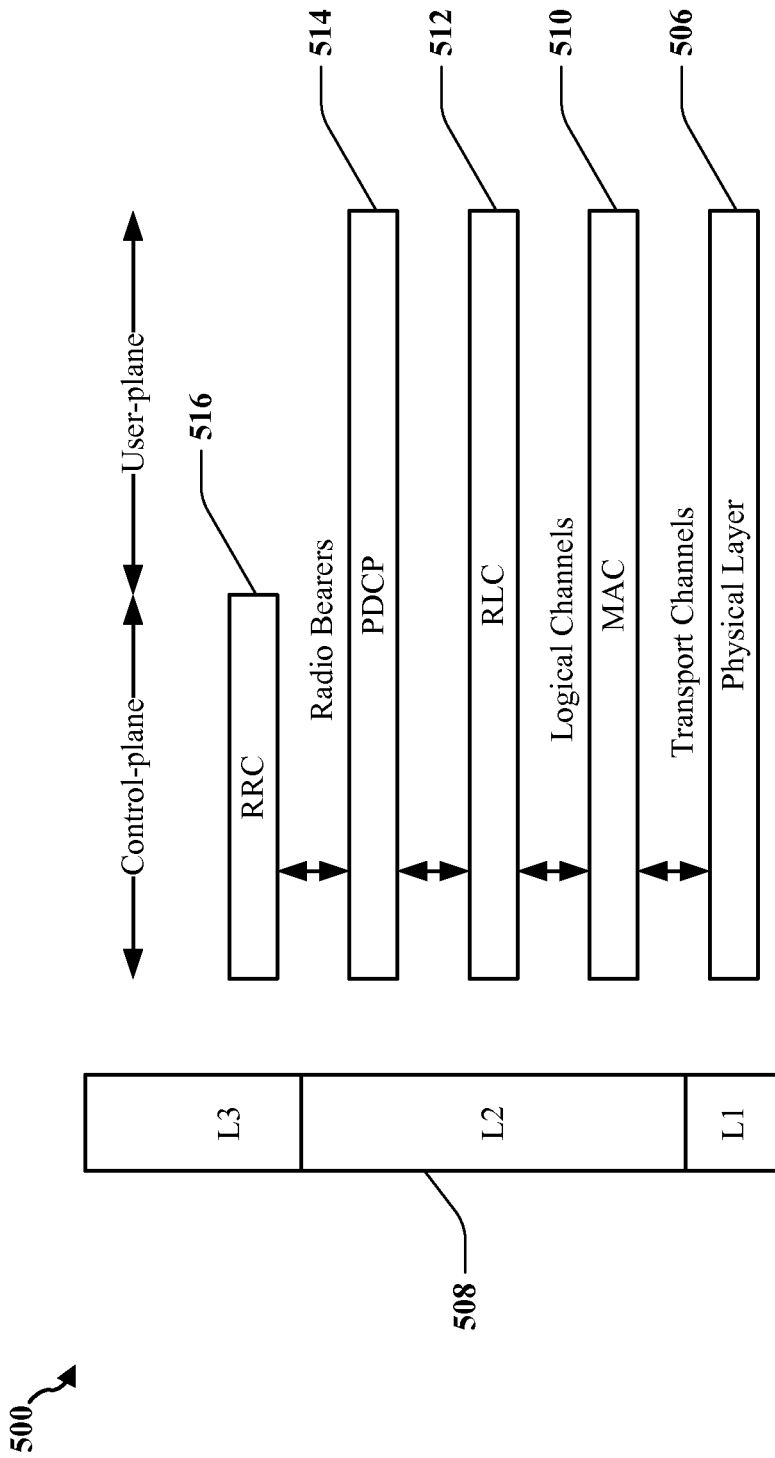 500
Control-plane
User-plane
516
RRC
L3
Radio Bearers
514
PDCP
508
L2
512
RLC
Logical Channels
510
MAC
Transport Channels
506
L1
Physical Layer